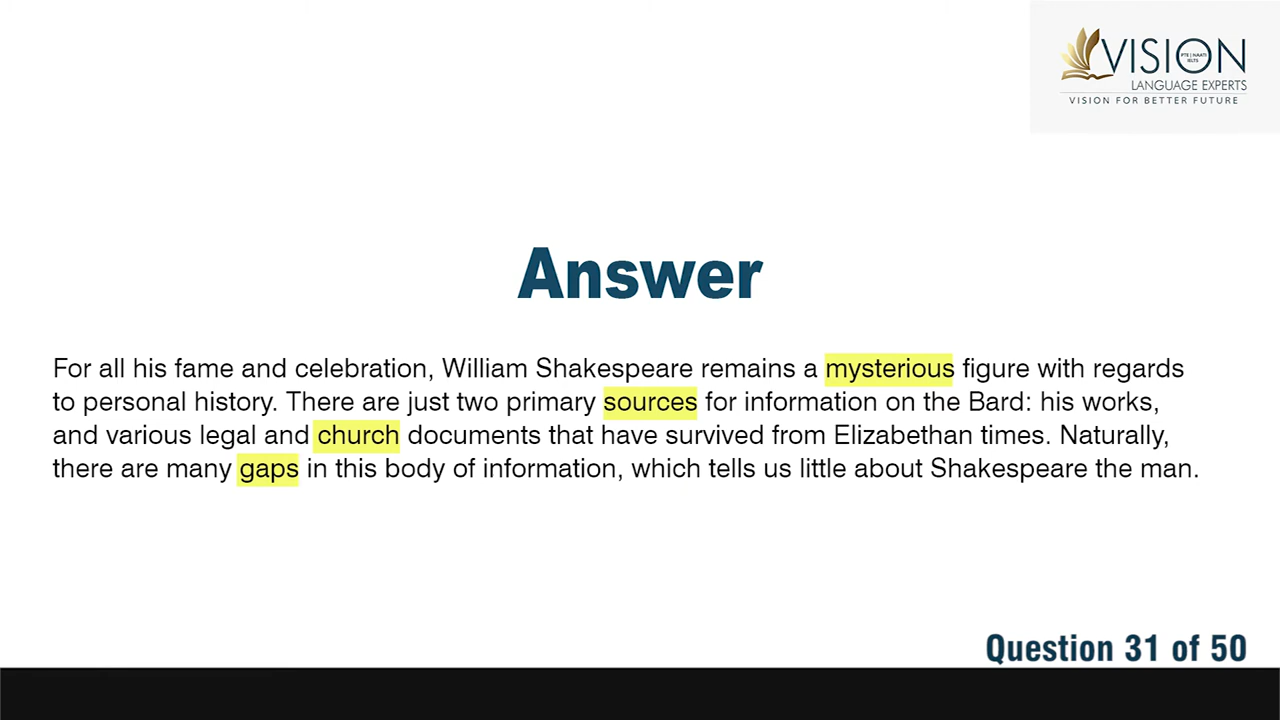 VISION
PTE | NAATI
IELTS
LANGUAGE EXPERTS
VISION FOR BETTER FUTURE
Answer
For all his fame and celebration, William Shakespeare remains a mysterious figure with regards
to personal history. There are just two primary sources for information on the Bard: his works,
and various legal and church documents that have survived from Elizabethan times. Naturally,
there are many gaps in this body of information, which tells us little about Shakespeare the man.
Question 31 of 50